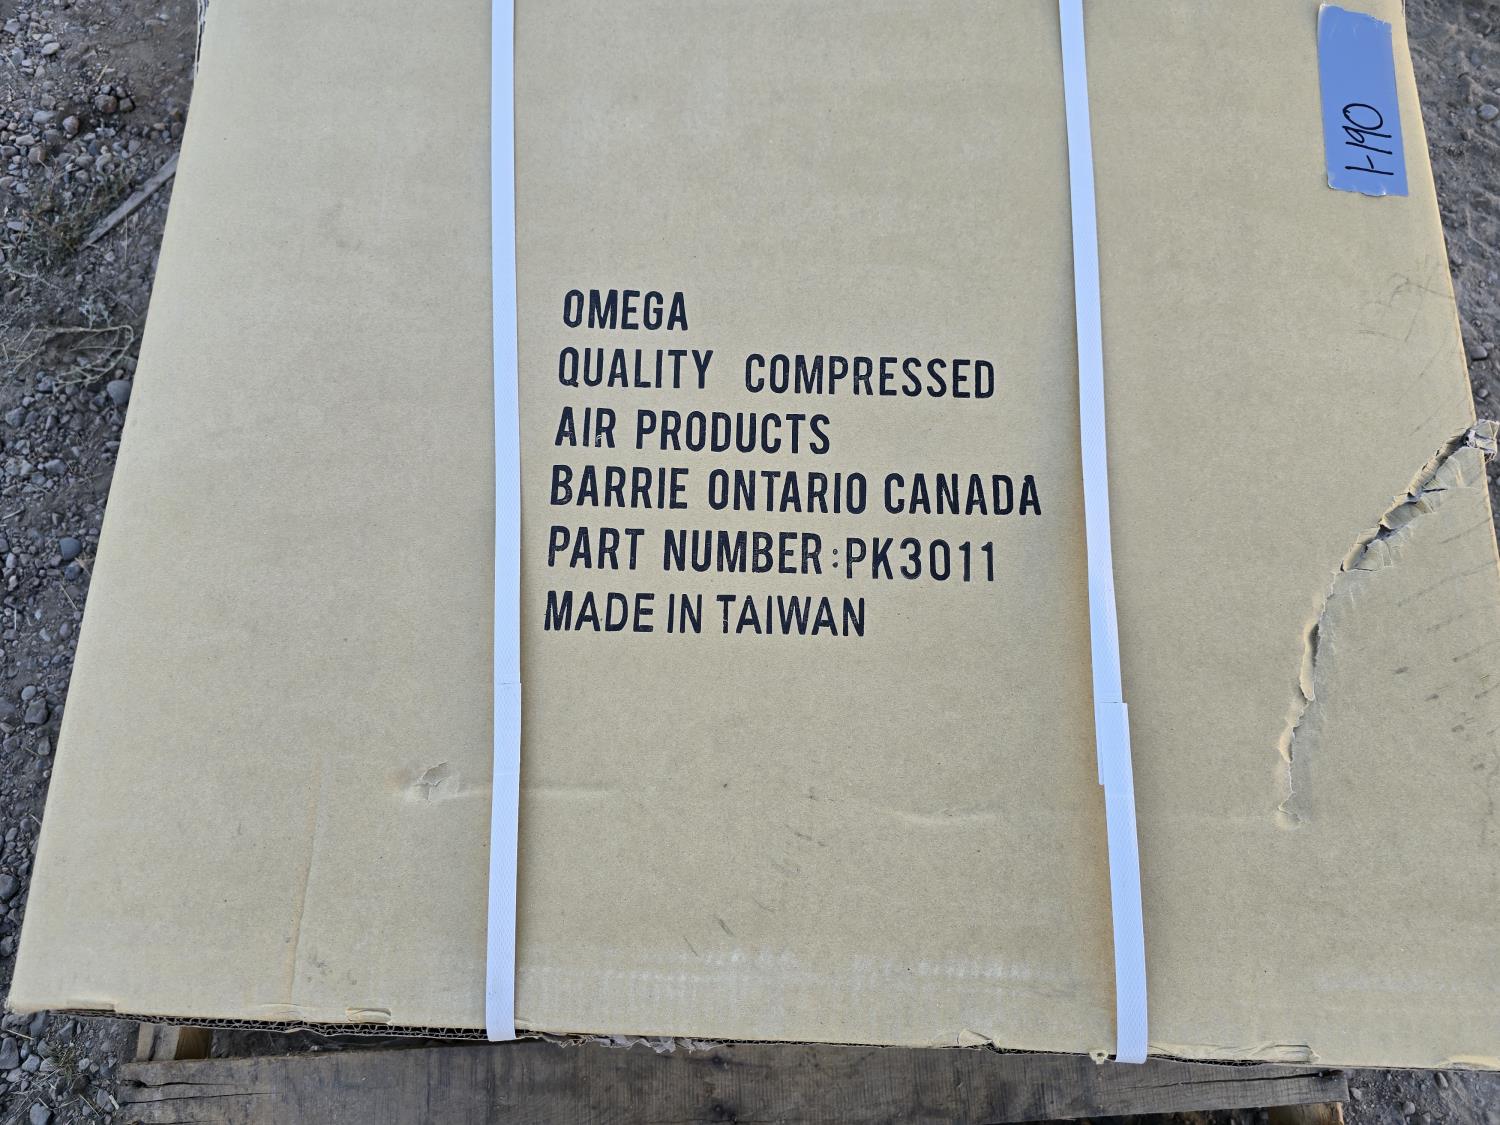 1-190
OMEGA
QUALITY COMPRESSED
AIR PRODUCTS
BARRIE ONTARIO CANADA
PART NUMBER:PK3011
MADE IN TAIWAN